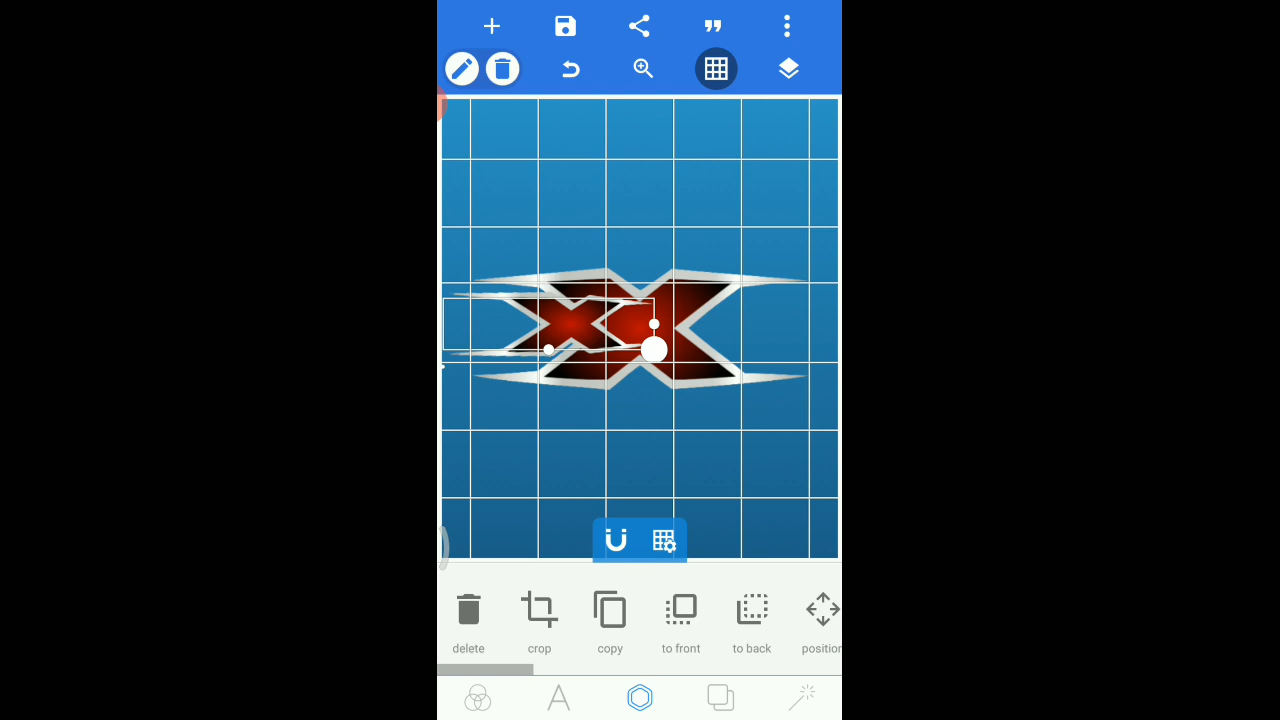 delete
crop
copy
to front
to back
position